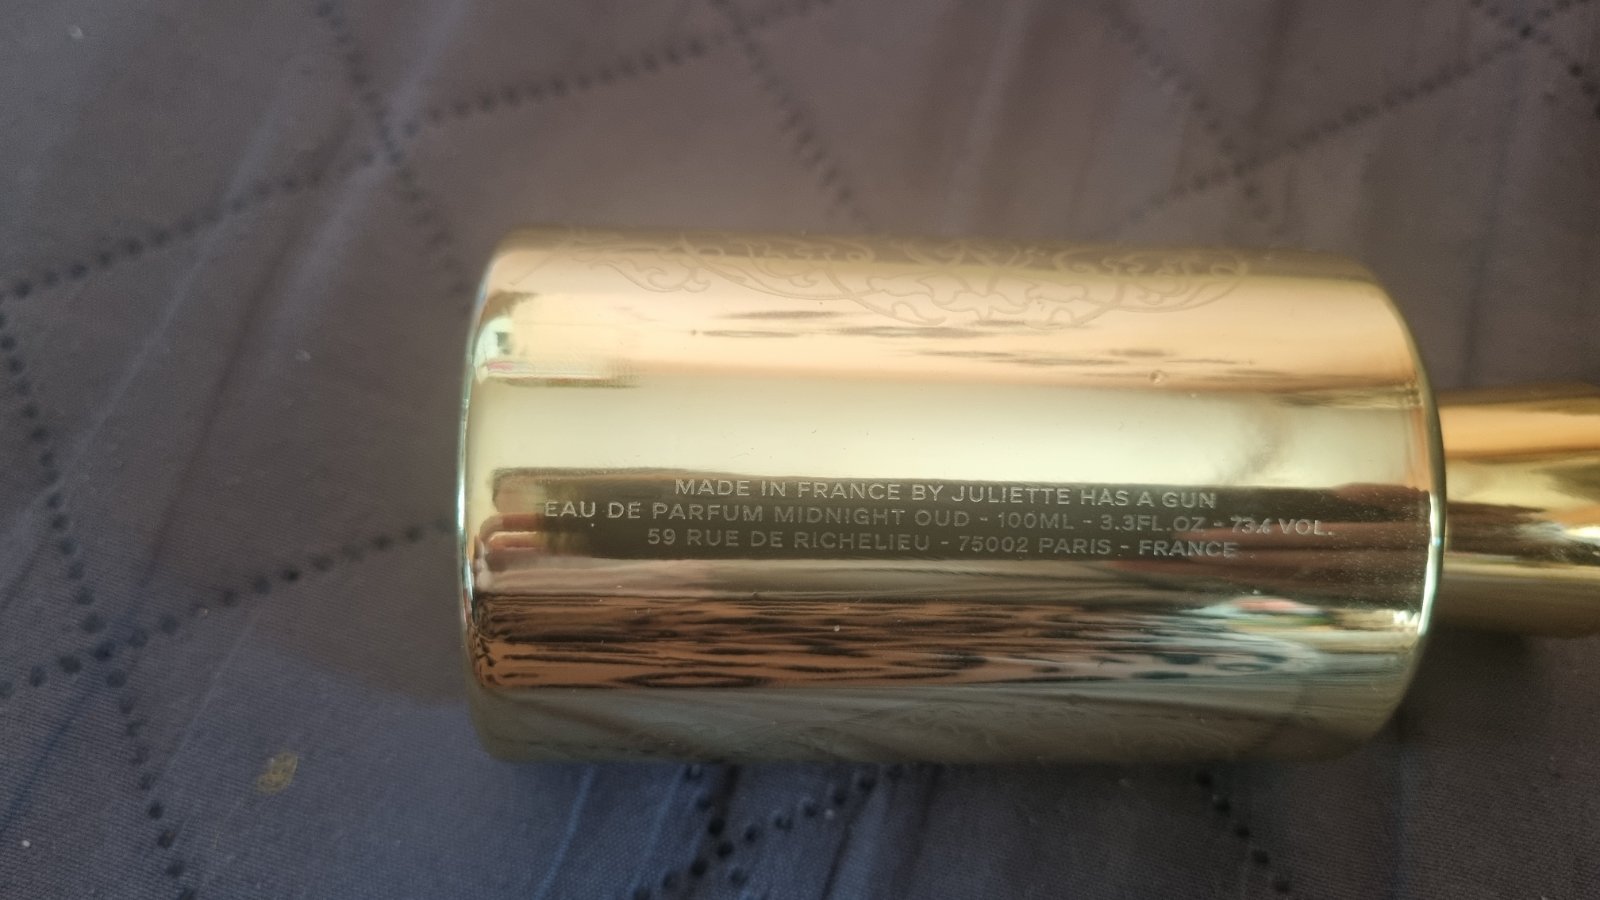 MADE IN FRANCE BY JULIETTE HAS A GUN
EAU DE PARFUM MIDNIGHT OUD - 100ML - 3.3FL.OZ - 73% VOL.
59 RUE DE RICHELIEU - 75002 PARIS - FRANCE